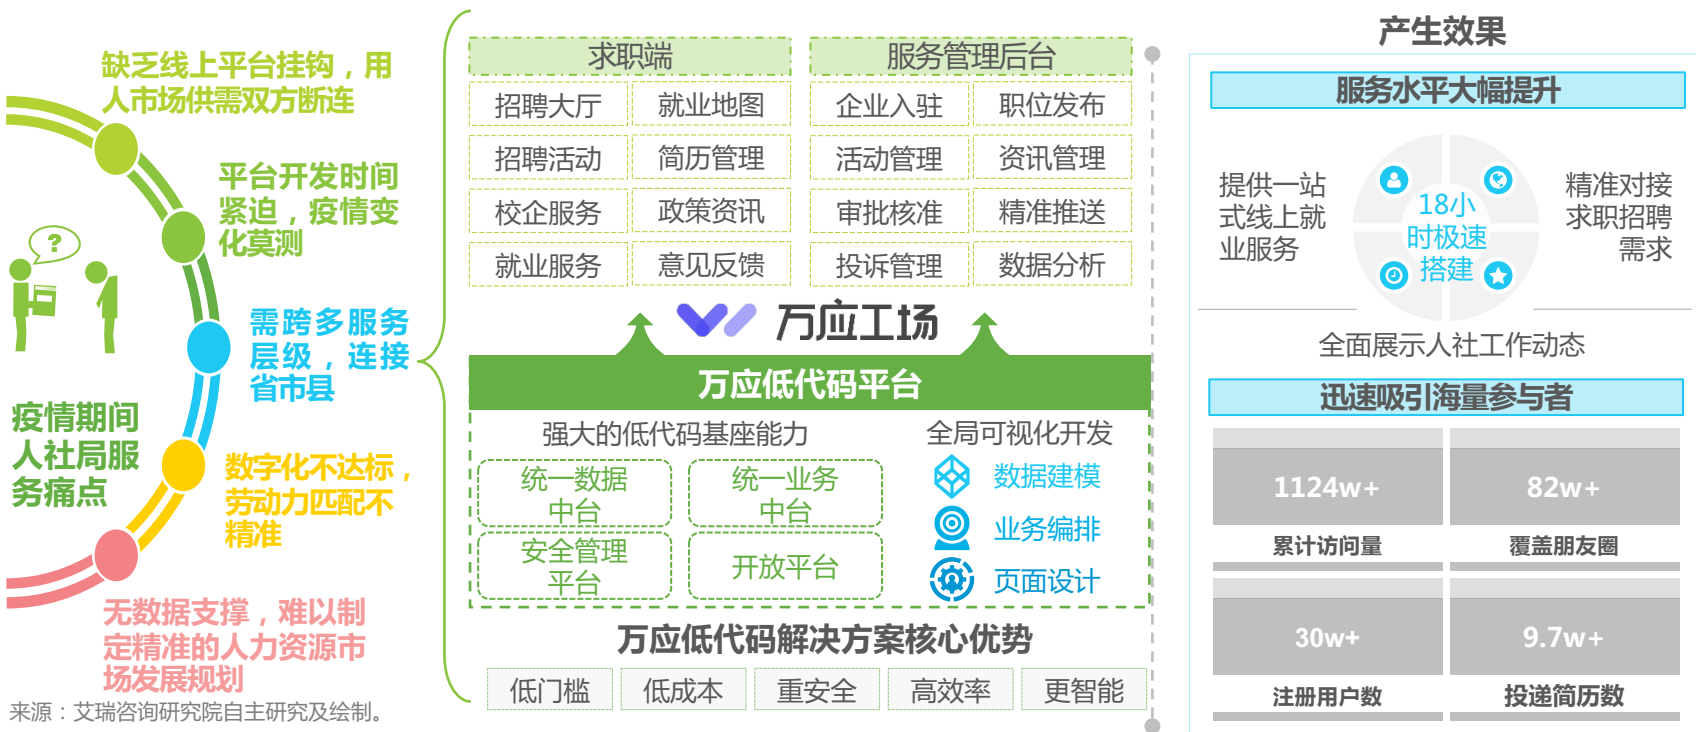 缺乏线上平台挂钩，用
人市场供需双方断连
平台开发时间
紧迫，疫情变
化莫测
?
需跨多服务
层级，连接
省市县
疫情期间
人社局服
务痛点
数字化不达标，
劳动力匹配不
精准
无数据支撑，难以制
定精准的人力资源市
场发展规划
来源：艾瑞咨询研究院自主研究及绘制。
求职端
服务管理后台
招聘大厅
就业地图
企业入驻
职位发布
招聘活动
简历管理
活动管理
资讯管理
校企服务
政策资讯
审批核准
精准推送
就业服务
意见反馈
投诉管理
数据分析
万应工场
万应低代码平台
强大的低代码基座能力
全局可视化开发
统一数据
中台
统一业务
中台
安全管理
平台
开放平台
数据建模
业务编排
页面设计
万应低代码解决方案核心优势
低门槛
低成本
重安全
高效率
更智能
产生效果
服务水平大幅提升
提供一站
式线上就
业服务
18小
时极速
搭建
精准对接
求职招聘
需求
全面展示人社工作动态
迅速吸引海量参与者
1124w+
82w+
累计访问量
覆盖朋友圈
30w+
9.7w+
注册用户数
投递简历数